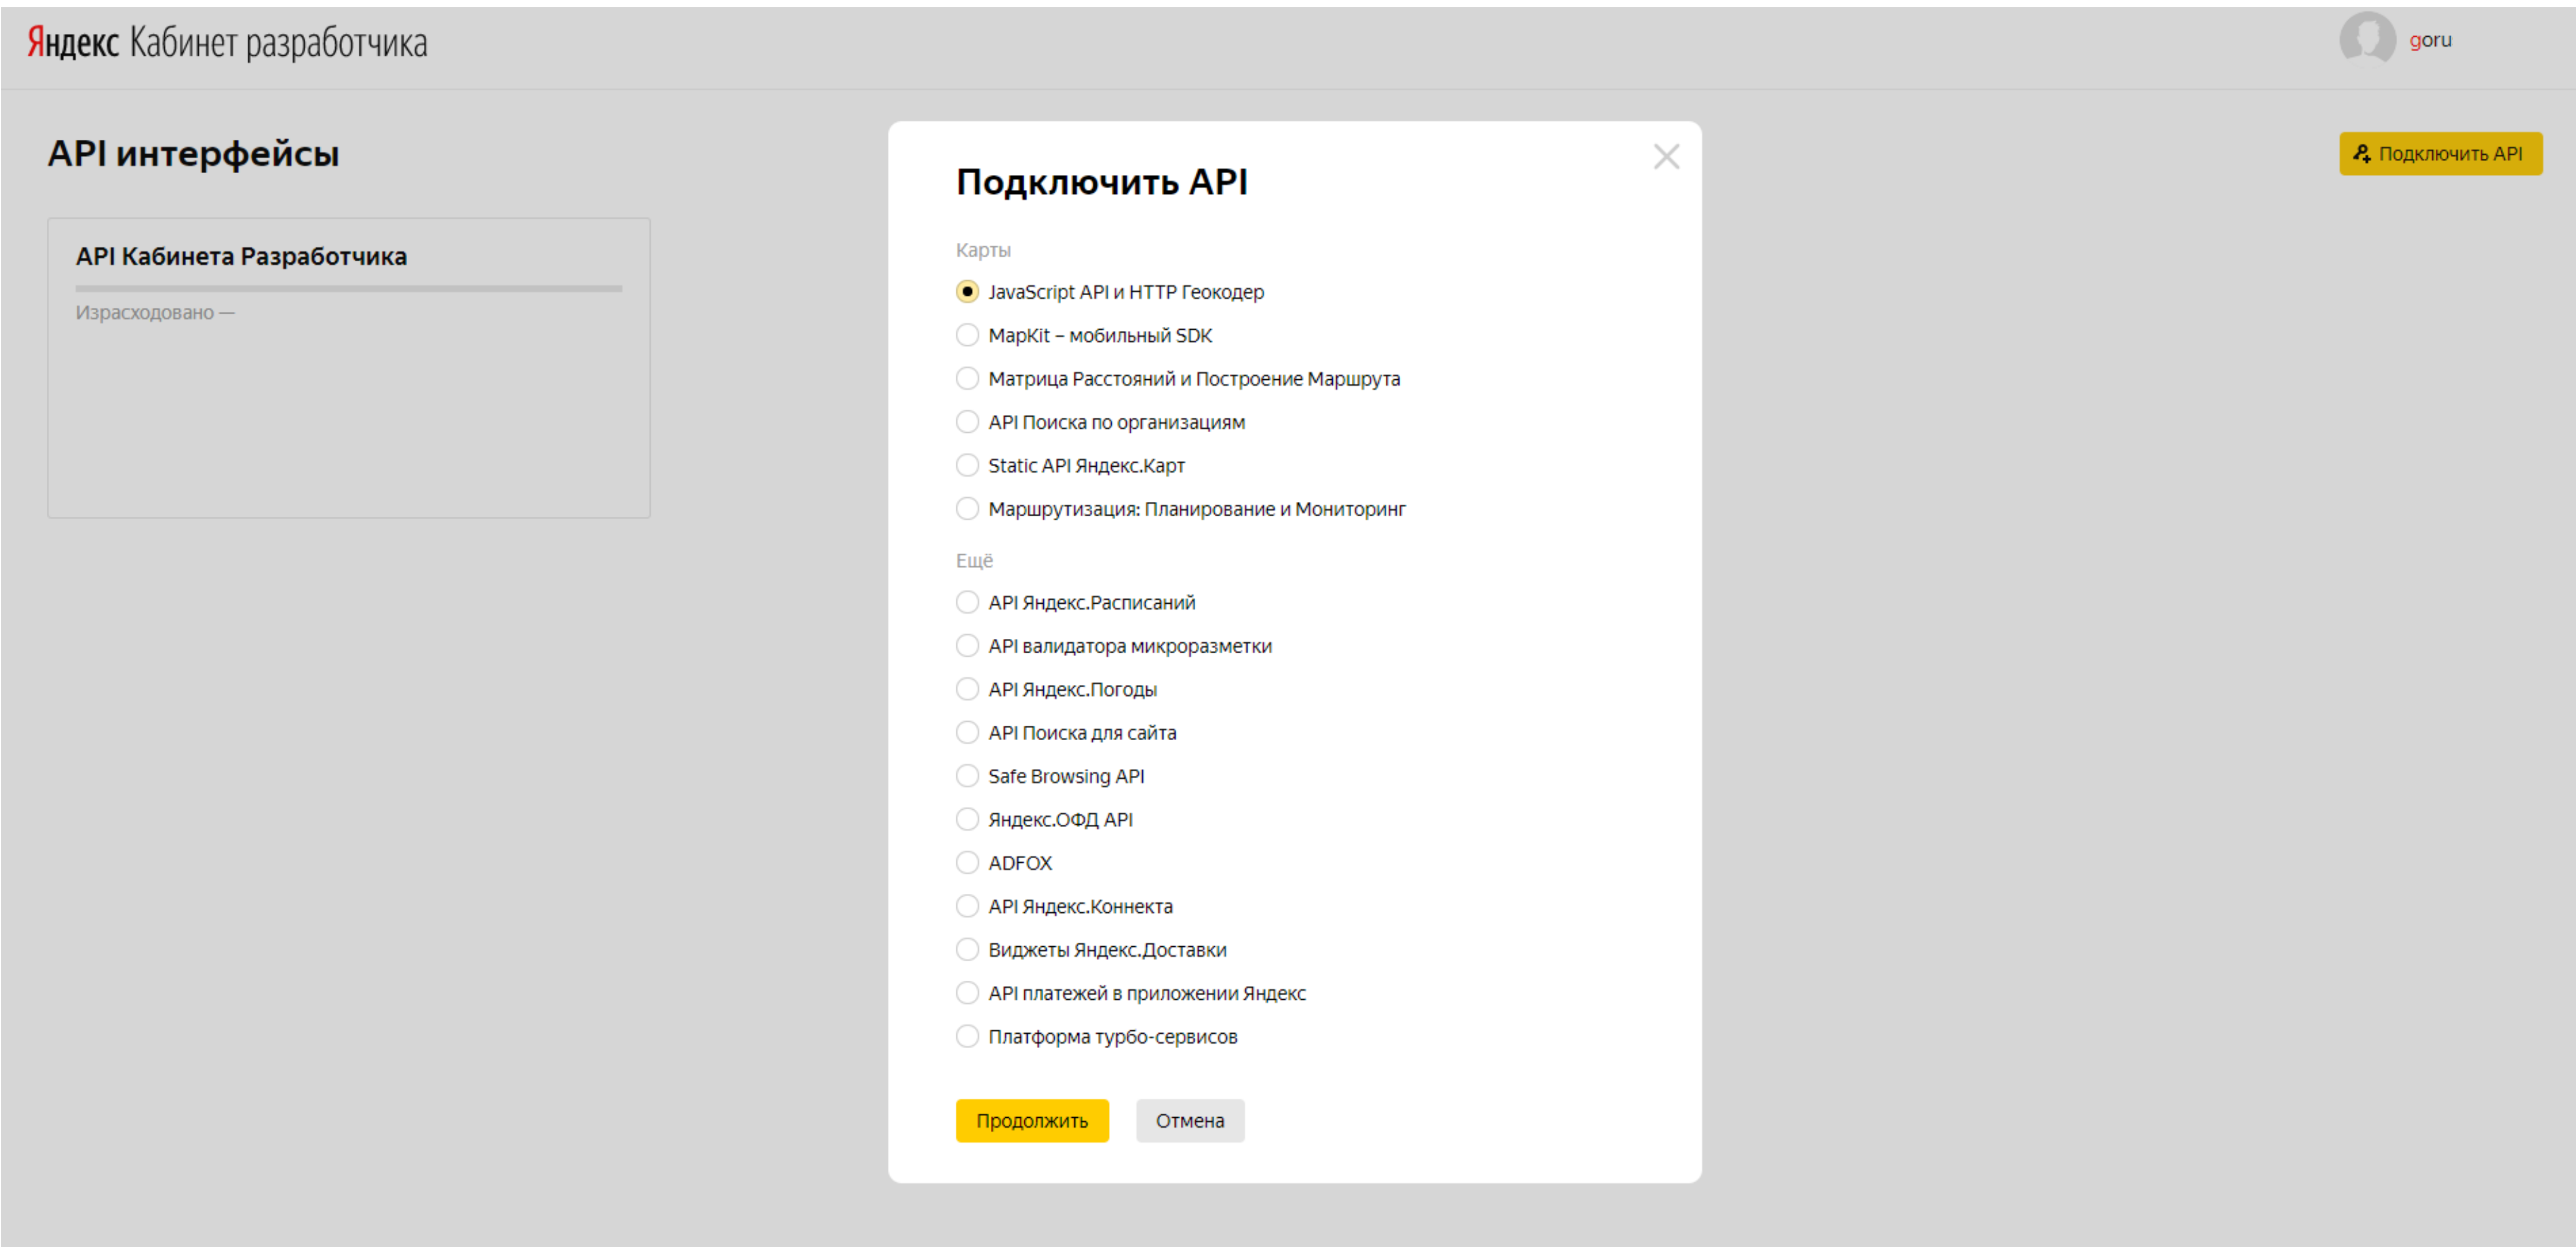 Яндекс Кабинет разработчика
goru
API интерфейсы
Подключить API
API Кабинета Разработчика
Израсходовано —
Подключить API
Карты
JavaScript API и HTTP Геокодер
MapKit – мобильный SDK
Матрица Расстояний и Построение Маршрута
API Поиска по организациям
Static API Яндекс.Карт
Маршрутизация: Планирование и Мониторинг
Ещё
API Яндекс.Расписаний
API валидатора микроразметки
API Яндекс.Погоды
API Поиска для сайта
Safe Browsing API
Яндекс.ОФД API
ADFOX
API Яндекс.Коннекта
Виджеты Яндекс.Доставки
API платежей в приложении Яндекс
Платформа турбо-сервисов
Продолжить
Отмена